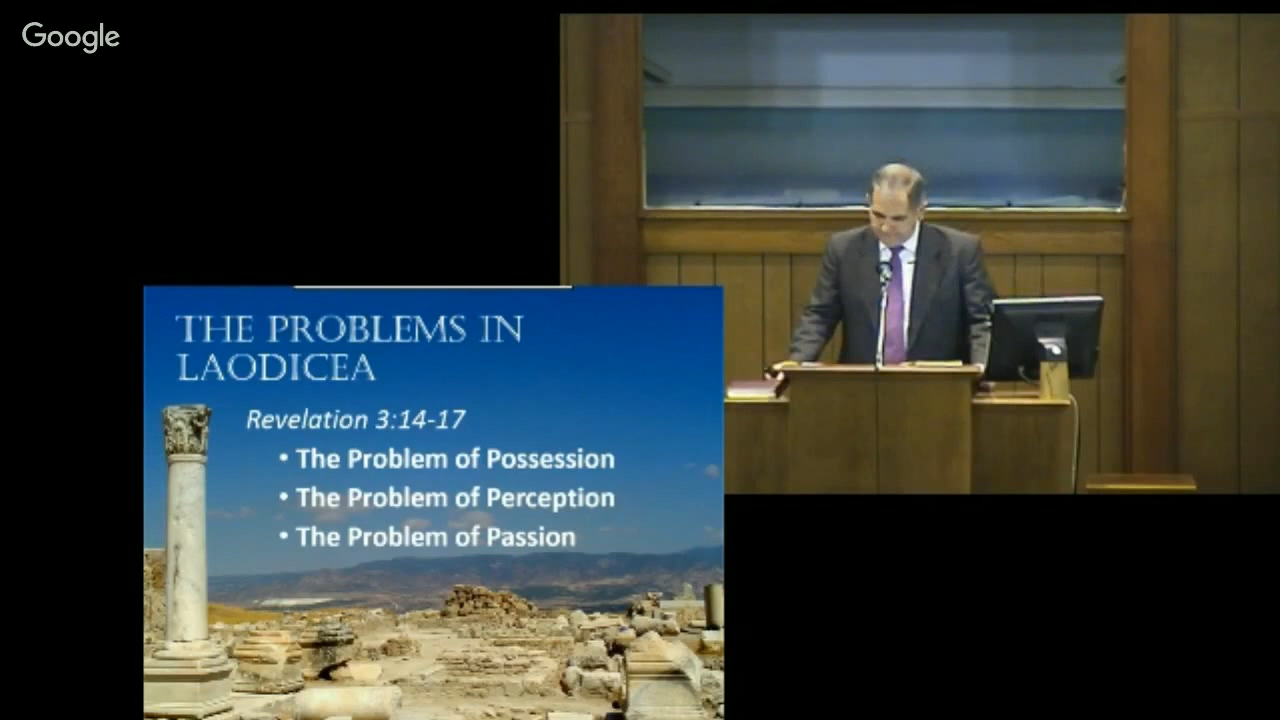 Google
THE PROBLEMS IN
LAODICEA
Revelation 3:14-17
• The Problem of Possession
• The Problem of Perception
• The Problem of Passion